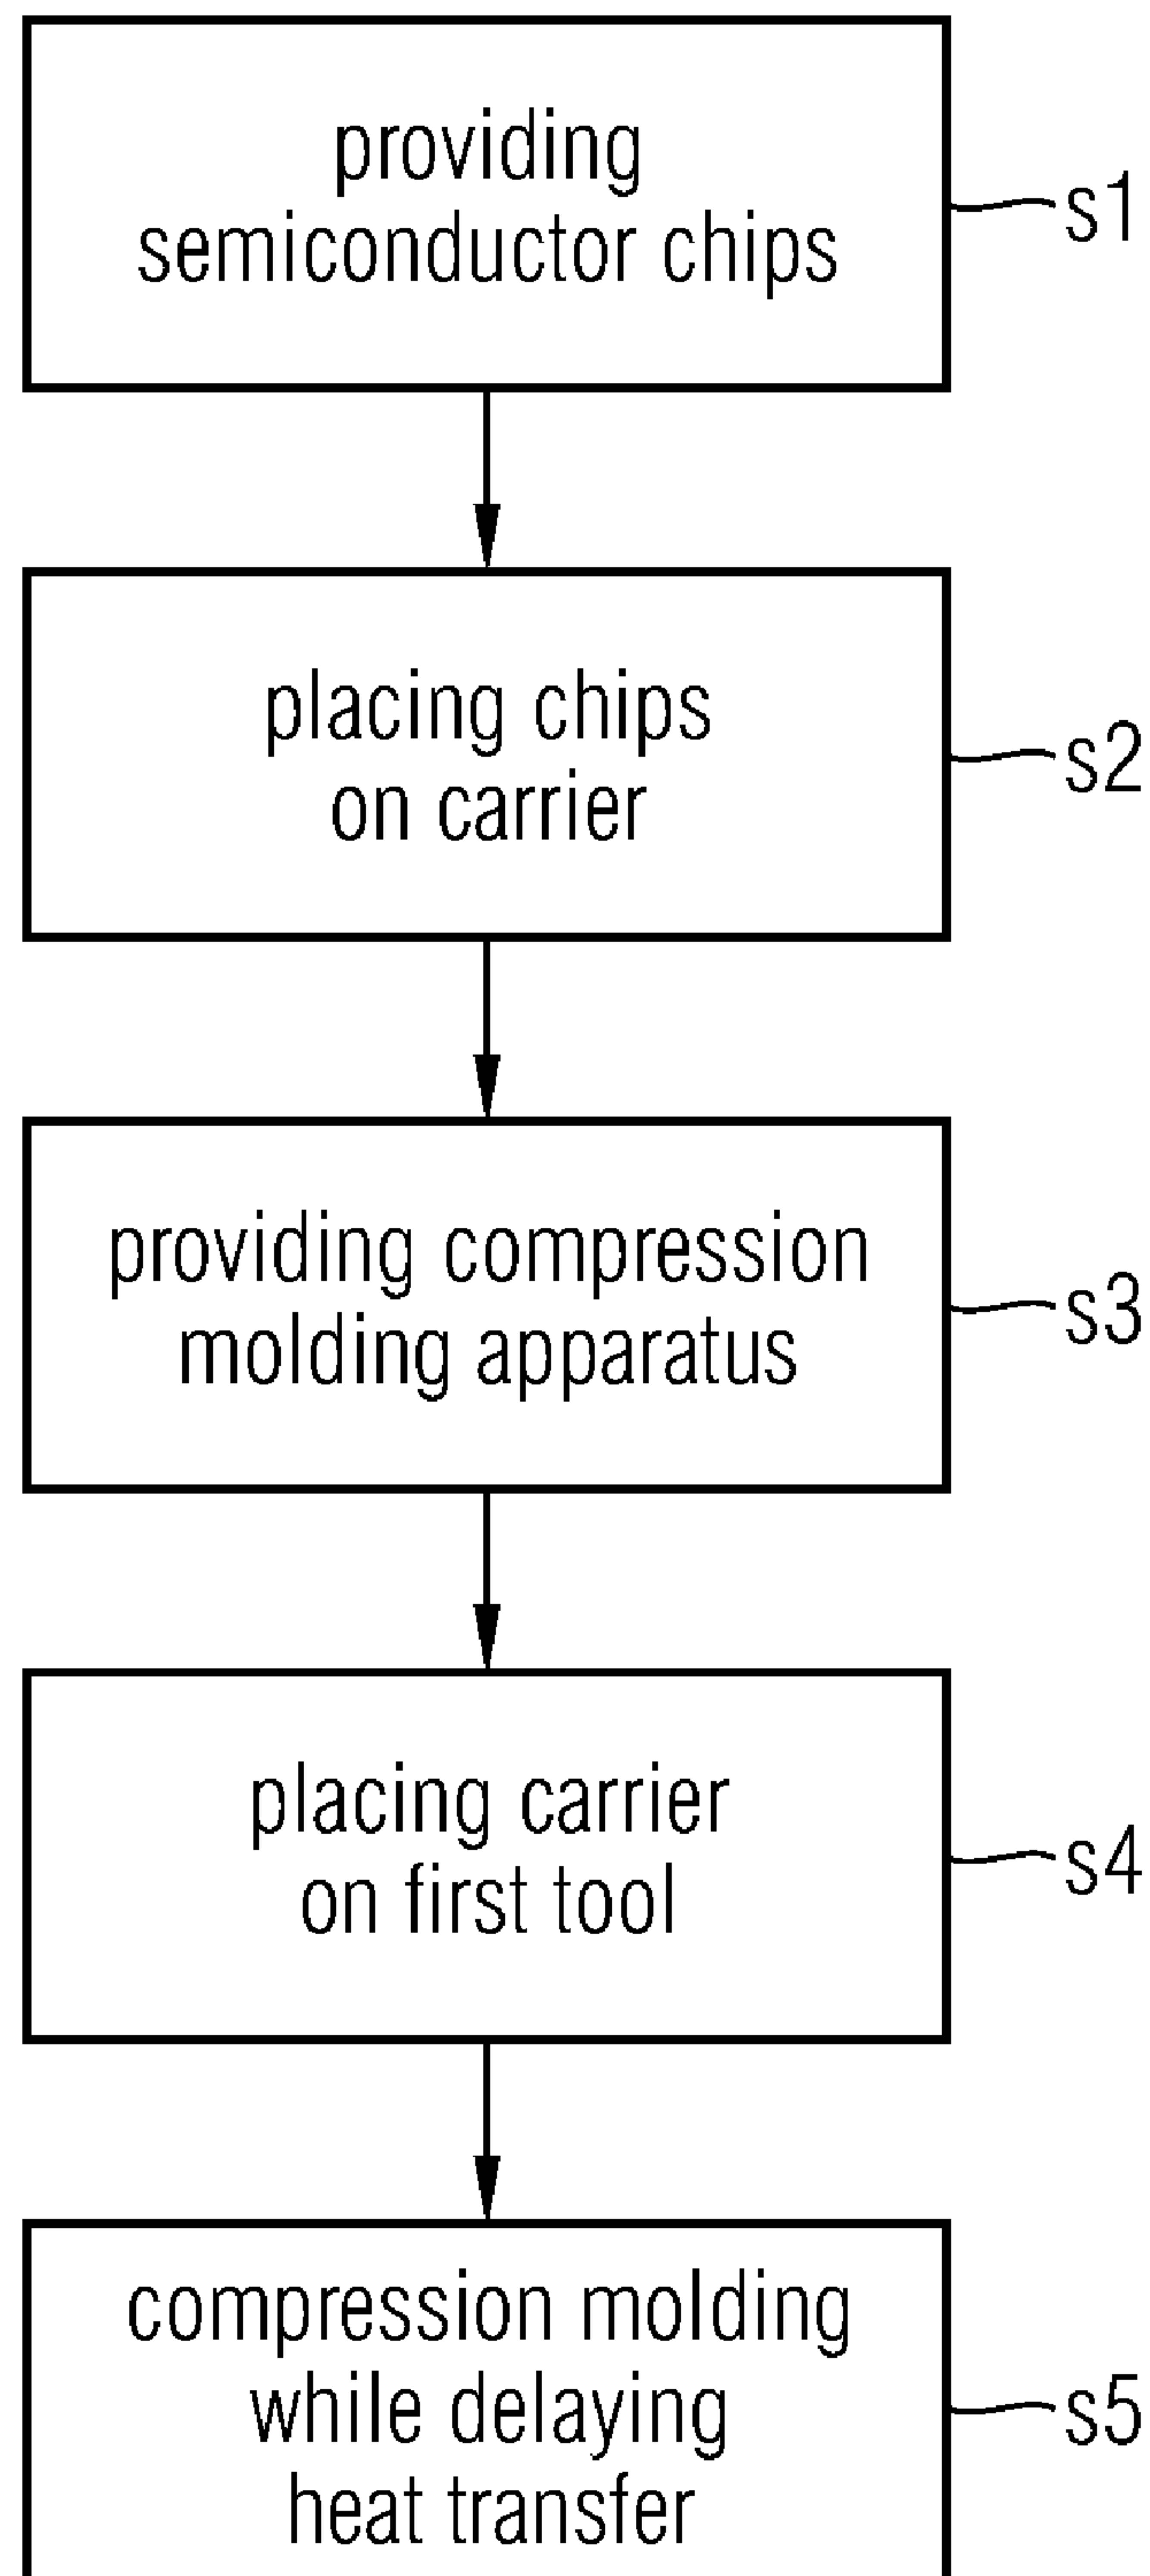 providing
semiconductor chips
s1
placing chips
on carrier
s2
providing compression
molding apparatus
s3
placing carrier
on first tool
s4
compression molding
while delaying
heat transfer
s5